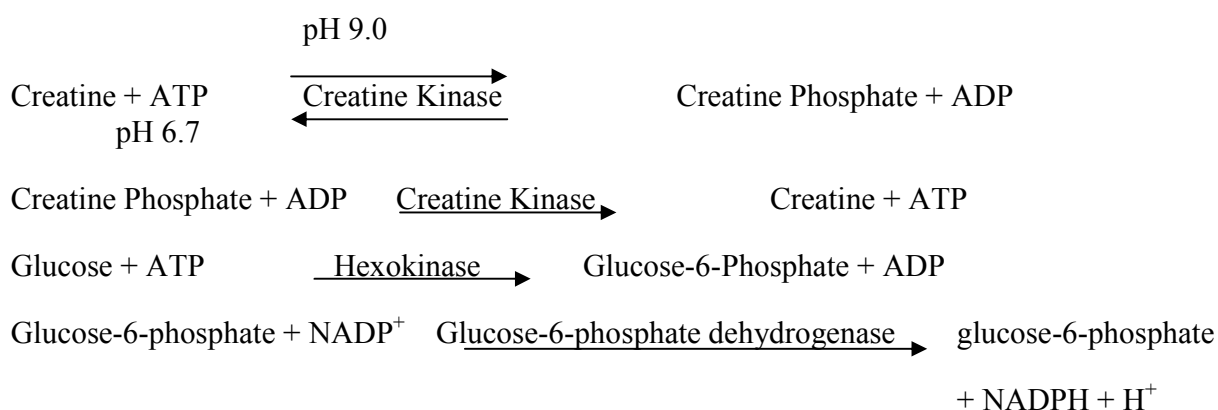 pH 9.0
Creatine + ATP Creatine Kinase Creatine Phosphate + ADP
pH 6.7
Creatine Phosphate + ADP Creatine Kinase Creatine + ATP
Glucose + ATP Hexokinase Glucose-6-Phosphate + ADP
Glucose-6-phosphate + NADP⁺ Glucose-6-phosphate dehydrogenase glucose-6-phosphate
+ NADPH + H⁺